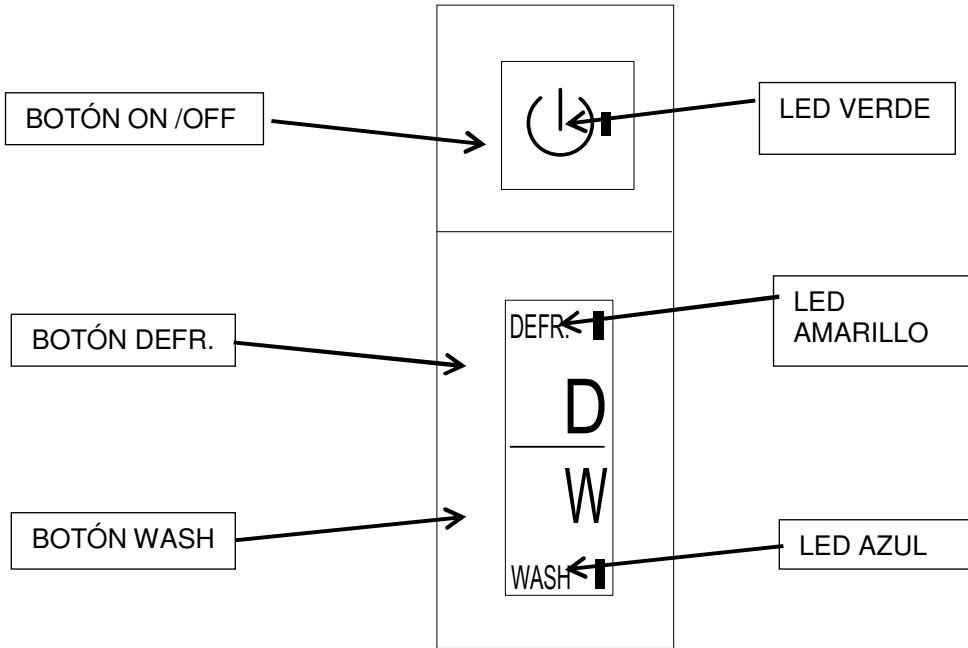 BOTÓN ON /OFF
LED VERDE
BOTÓN DEFR.
DEFR.
LED
AMARILLO
D
W
BOTÓN WASH
WASH
LED AZUL